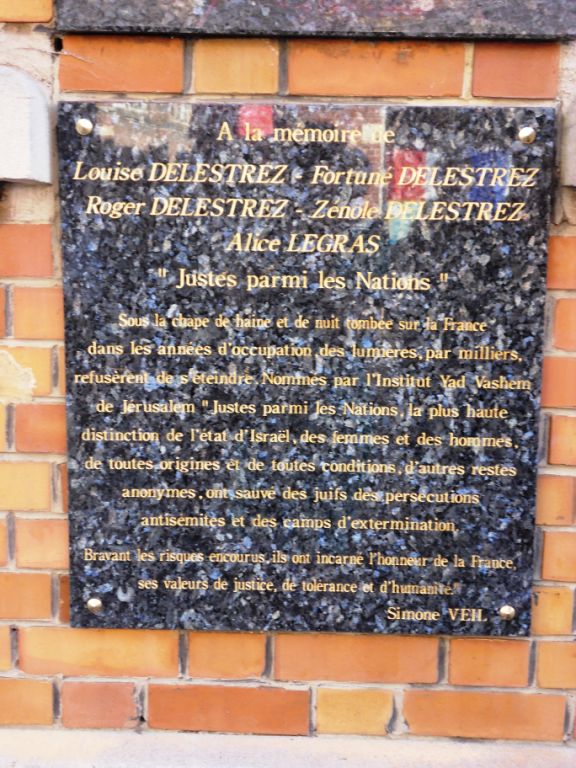 A la mémoire de
Louise DELESTREZ - Fortuné DELESTREZ
Roger DELESTREZ - Zénole DELESTREZ
Alice LEGRAS
" Justes parmi les Nations "
Sous la chape de haine et de nuit tombée sur la France
dans les années d'occupation, des lumières, par milliers,
refusèrent de s'éteindre. Nommés par l'Institut Yad Vashem
de Jérusalem "Justes parmi les Nations, la plus haute
distinction de l'état d'Israël, des femmes et des hommes,
de toutes origines et de toutes conditions, d'autres restés
anonymes, ont sauvé des juifs des persécutions
antisémites et des camps d'extermination.
Bravant les risques encourus, ils ont incarné l'honneur de la France,
ses valeurs de justice, de tolérance et d'humanité."
Simone VEIL